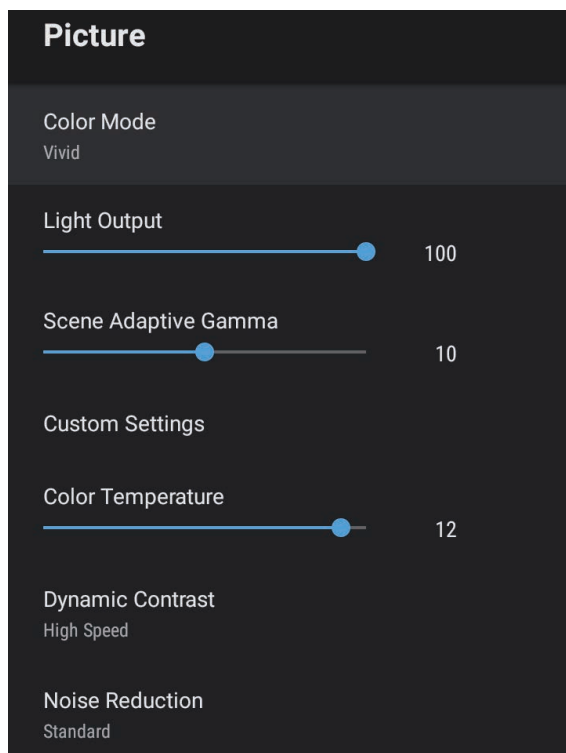 Picture
Color Mode
Vivid
Light Output
100
Scene Adaptive Gamma
10
Custom Settings
Color Temperature
12
Dynamic Contrast
High Speed
Noise Reduction
Standard